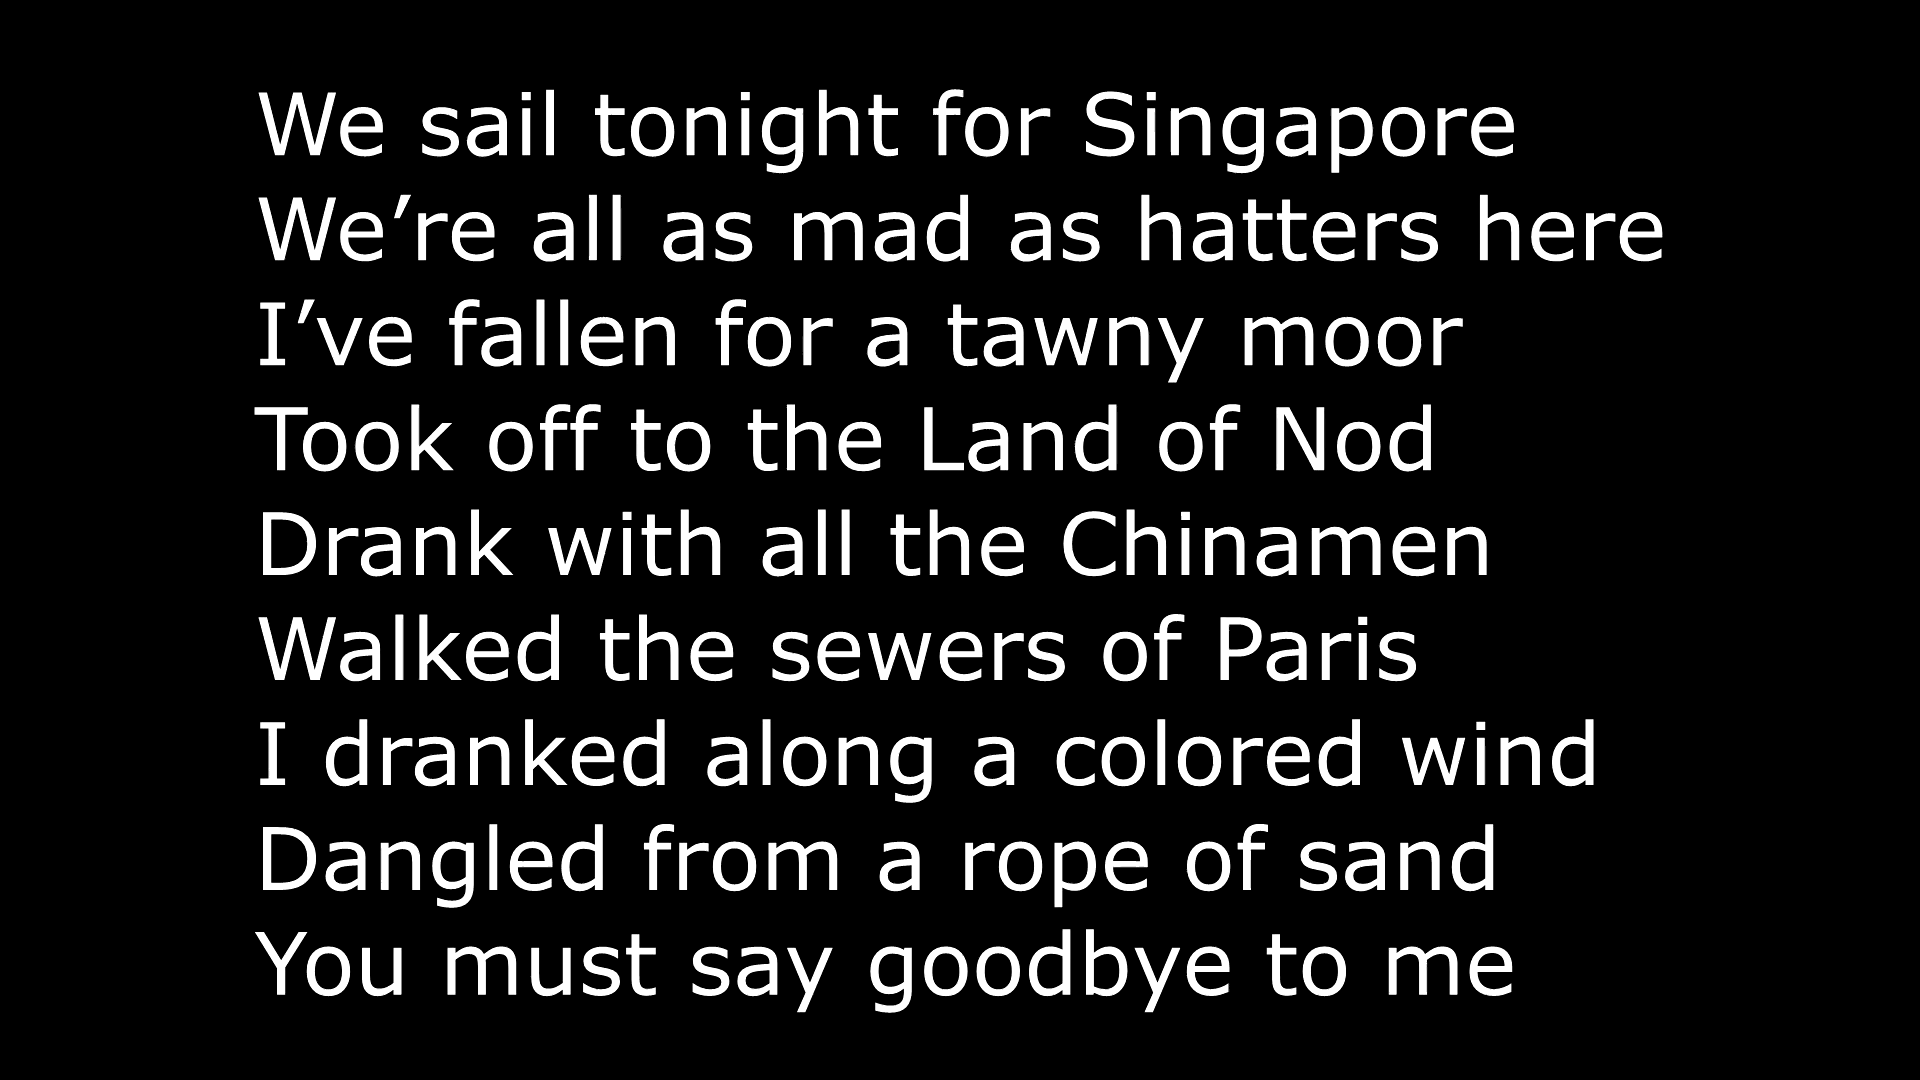 We sail tonight for Singapore
We’re all as mad as hatters here
I’ve fallen for a tawny moor
Took off to the Land of Nod
Drank with all the Chinamen
Walked the sewers of Paris
I dranked along a colored wind
Dangled from a rope of sand
You must say goodbye to me